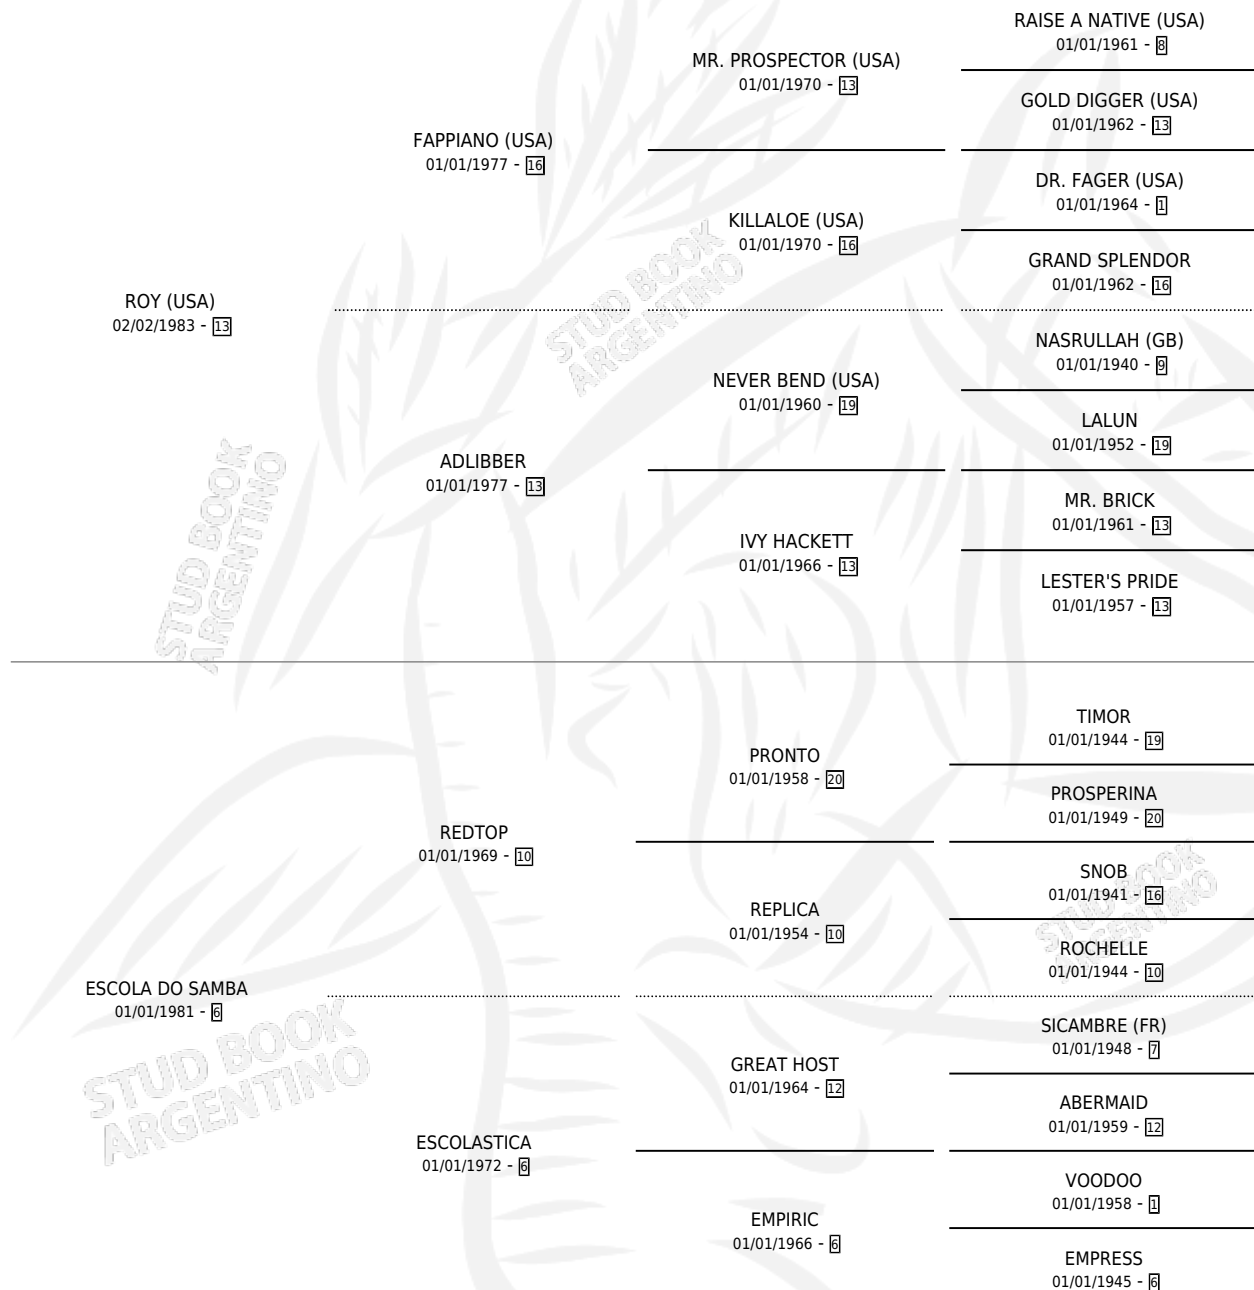 RAISE A NATIVE (USA)
01/01/1961 - 8
MR. PROSPECTOR (USA)
01/01/1970 - 13
GOLD DIGGER (USA)
01/01/1962 - 13
FAPPIANO (USA)
01/01/1977 - 16
DR. FAGER (USA)
01/01/1964 - 1
KILLALOE (USA)
01/01/1970 - 16
GRAND SPLENDOR
01/01/1962 - 16
ROY (USA)
02/02/1983 - 13
STUD BOOK
ARGENTINO
NASRULLAH (GB)
01/01/1940 - 9
NEVER BEND (USA)
01/01/1960 - 19
LALUN
01/01/1952 - 19
ADLIBBER
01/01/1977 - 13
MR. BRICK
01/01/1961 - 13
IVY HACKETT
01/01/1966 - 13
LESTER'S PRIDE
01/01/1957 - 13
STUD BOOK
ARGENTINO
TIMOR
01/01/1944 - 19
PRONTO
01/01/1958 - 20
PROSPERINA
01/01/1949 - 20
REDTOP
01/01/1969 - 10
SNOB
01/01/1941 - 16
REPLICA
01/01/1954 - 10
STUD BOOK
ARGENTINO
ROCHELLE
01/01/1944 - 10
ESCOLA DO SAMBA
01/01/1981 - 6
STUD BOOK
ARGENTINO
SICAMBRE (FR)
01/01/1948 - 7
GREAT HOST
01/01/1964 - 12
ABERMAID
01/01/1959 - 12
ESCOLASTICA
01/01/1972 - 6
VOODOO
01/01/1958 - 1
EMPIRIC
01/01/1966 - 6
EMPRESS
01/01/1945 - 6